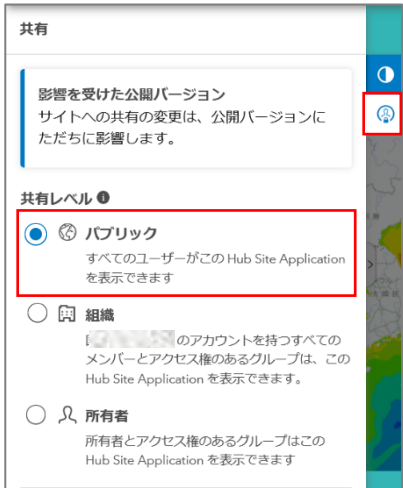 共有
影響を受けた公開バージョン
サイトへの共有の変更は、公開バージョンに
ただちに影響します。
共有レベル
パブリック
すべてのユーザーがこの Hub Site Application
を表示できます
組織
のアカウントを持つすべての
メンバーとアクセス権のあるグループは、この
Hub Site Application を表示できます。
所有者
所有者とアクセス権のあるグループはこの
Hub Site Application を表示できます